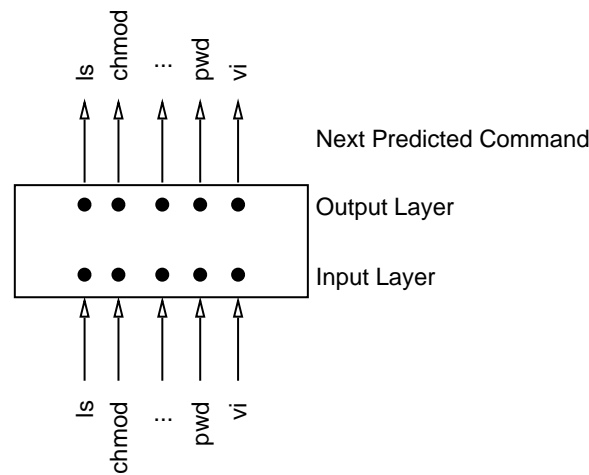 ls
chmod
...
pwd
vi
Next Predicted Command
Output Layer
Input Layer
ls
chmod
...
pwd
vi